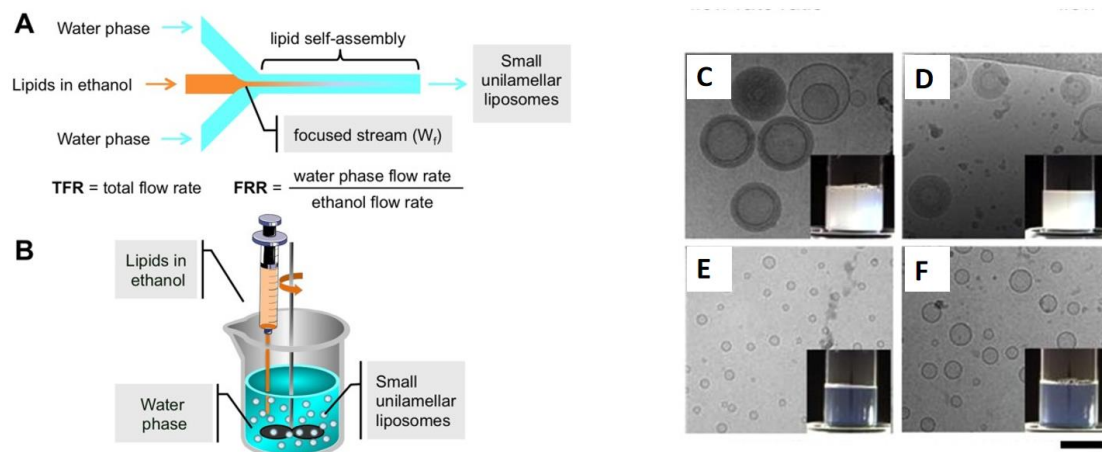 A
Water phase
Lipids in ethanol
Water phase
lipid self-assembly
Small
unilamellar
liposomes
focused stream (Wf)
TFR = total flow rate
FRR = water phase flow rate
ethanol flow rate
B
Lipids in
ethanol
Water
phase
Small
unilamellar
liposomes
C
D
E
F